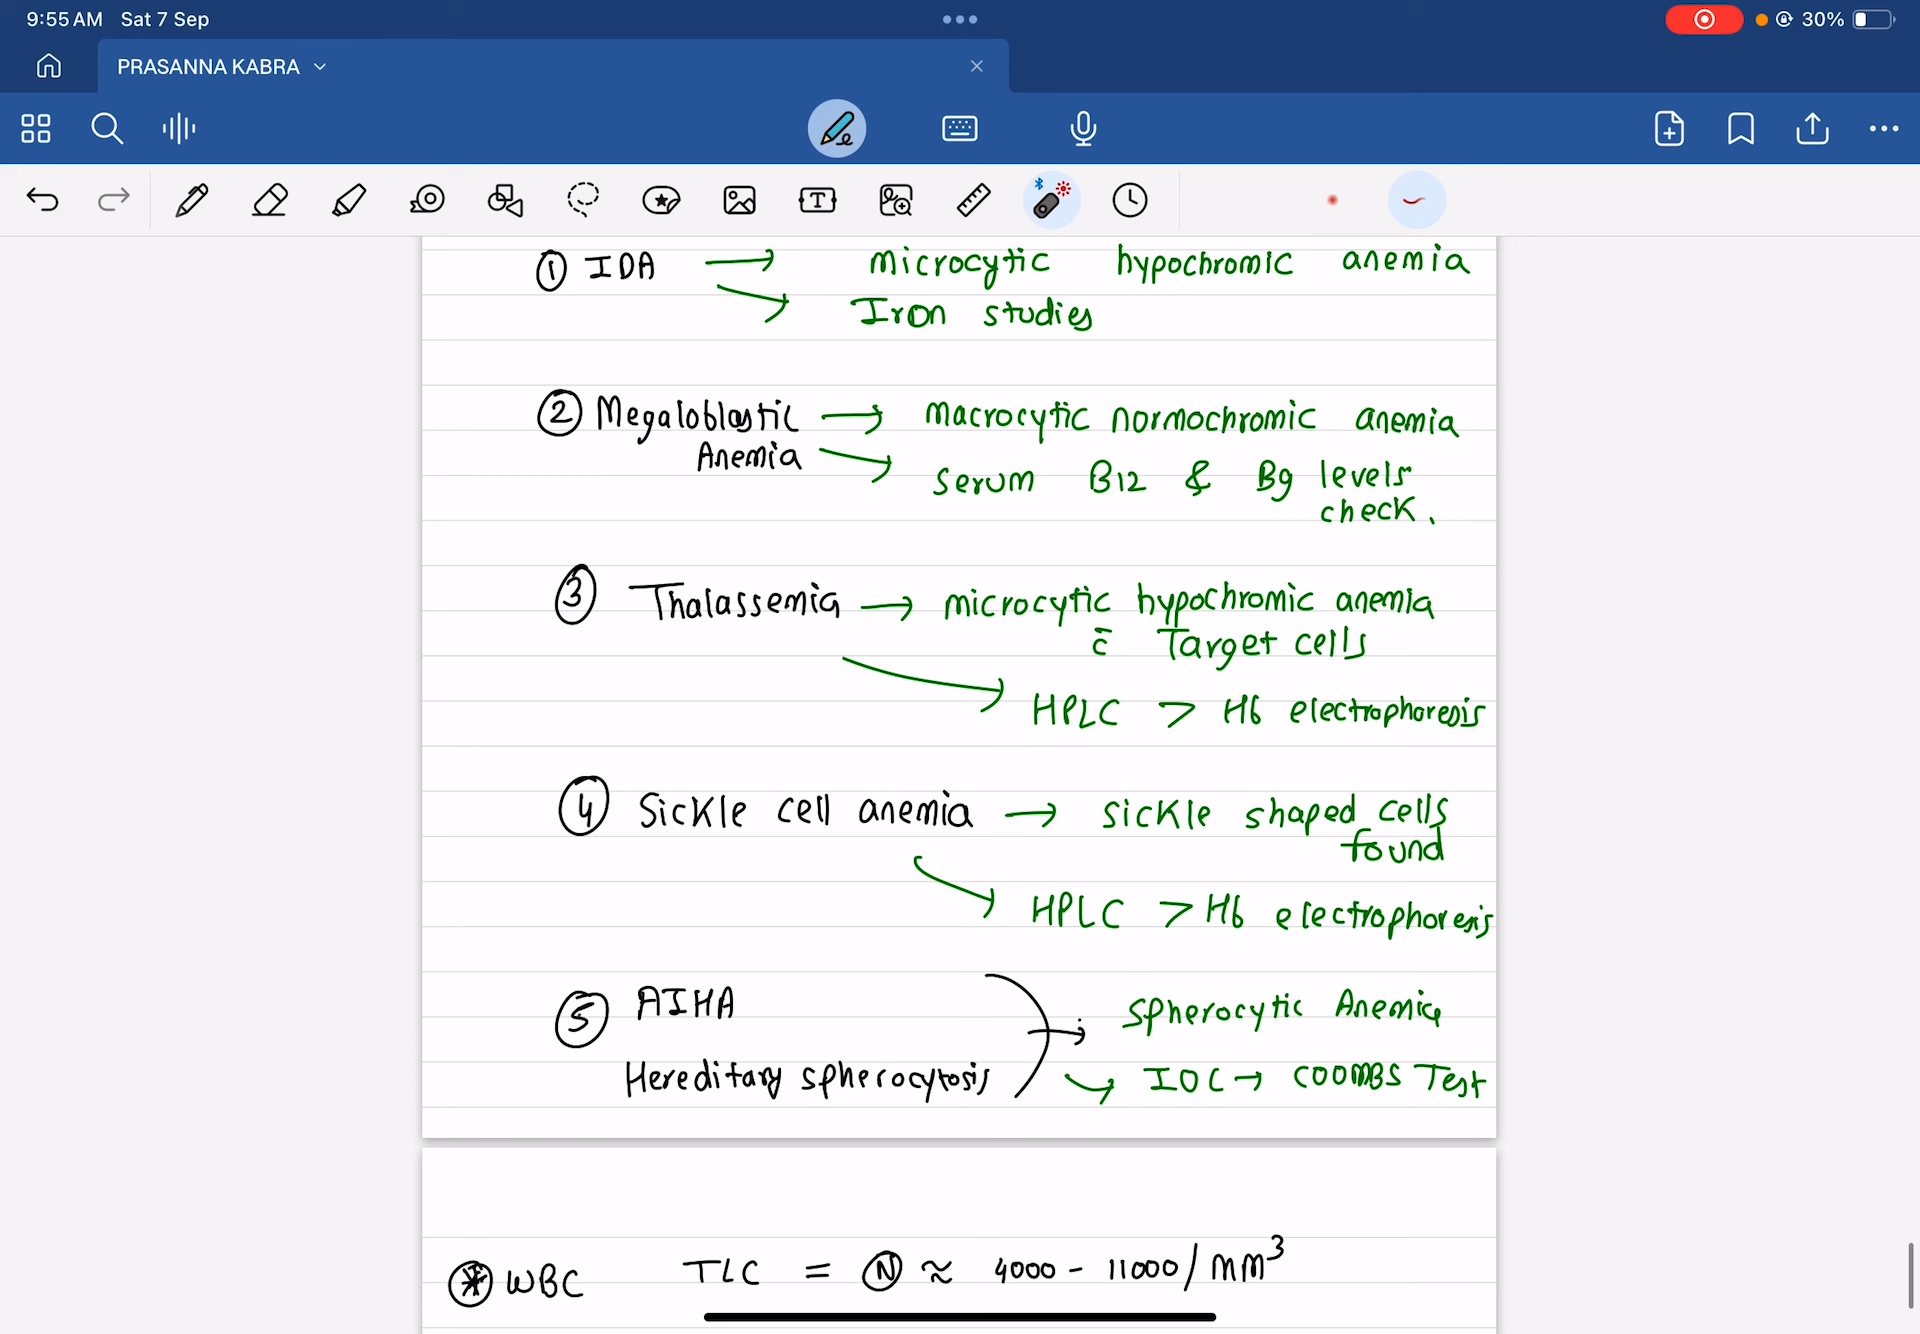 9:55 AM Sat 7 Sep
30%
PRASANNA KABRA
① IDA → microcytic hypochromic anemia
→ Iron studies
② Megaloblastic → macrocytic normochromic anemia
Anemia → serum B12 & B9 levels
check.
③ Thalassemia → microcytic hypochromic anemia
c̄ Target cells
→ HPLC > Hb electrophoresis
④ Sickle cell anemia → sickle shaped cells
found
→ HPLC > Hb electrophoresis
⑤ AIHA
→ Spherocytic Anemia
Hereditary spherocytosis → IOC → COOMBS Test
✱ WBC TLC = Ⓝ ≈ 4000 - 11000/mm³